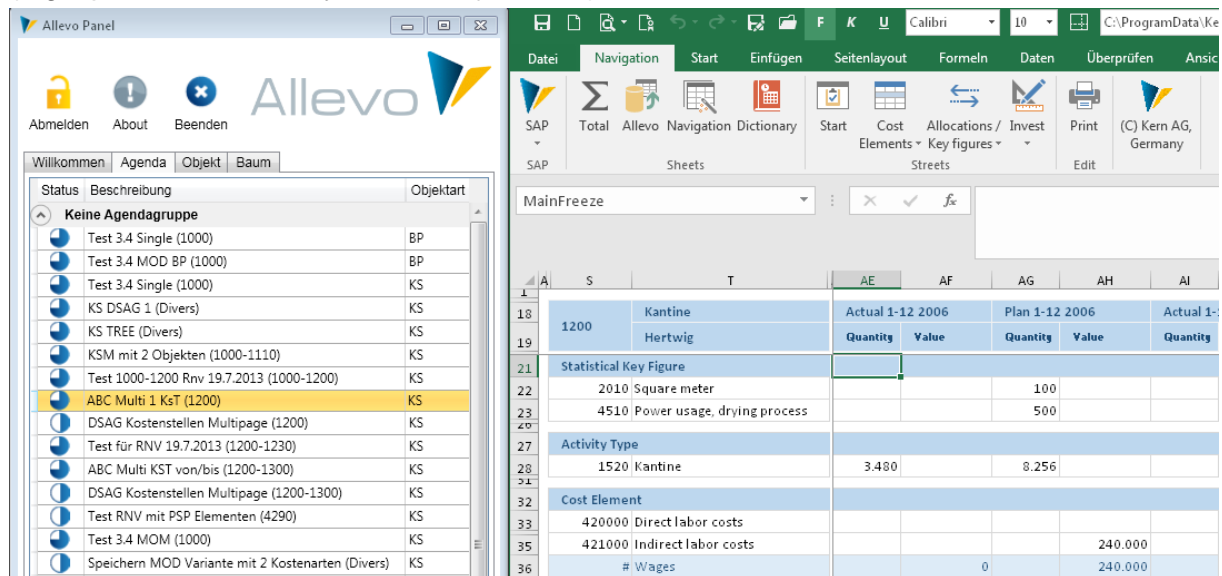 Allevo Panel
Allevo
Abmelden About Beenden
Willkommen Agenda Objekt Baum
Status Beschreibung Objektart
Keine Agendagruppe
Test 3.4 Single (1000) BP
Test 3.4 MOD BP (1000) BP
Test 3.4 Single (1000) KS
KS DSAG 1 (Divers) KS
KS TREE (Divers) KS
KSM mit 2 Objekten (1000-1110) KS
Test 1000-1200 Rnv 19.7.2013 (1000-1200) KS
ABC Multi 1 KsT (1200) KS
DSAG Kostenstellen Multipage (1200) KS
Test für RNV 19.7.2013 (1200-1230) KS
ABC Multi KST von/bis (1200-1300) KS
DSAG Kostenstellen Multipage (1200-1300) KS
Test RNV mit PSP Elementen (4290) KS
Test 3.4 MOM (1000) KS
Speichern MOD Variante mit 2 Kostenarten (Divers) KS
F K U Calibri 10 C:\ProgramData\Ke
Datei Navigation Start Einfügen Seitenlayout Formeln Daten Überprüfen Ansic
SAP Total Allevo Navigation Dictionary Start Cost Elements Allocations / Key figures Invest Print (C) Kern AG, Germany
SAP Sheets Streets Edit
MainFreeze fx
A S T AE AF AG AH AI
18 Kantine Actual 1-12 2006 Plan 1-12 2006 Actual 1-
1200
19 Hertwig Quantity Value Quantity Value Quantity
21 Statistical Key Figure
22 2010 Square meter 100
23 4510 Power usage, drying process 500
27 Activity Type
28 1520 Kantine 3.480 8.256
32 Cost Element
33 420000 Direct labor costs
35 421000 Indirect labor costs 240.000
36 # Wages 0 240.000